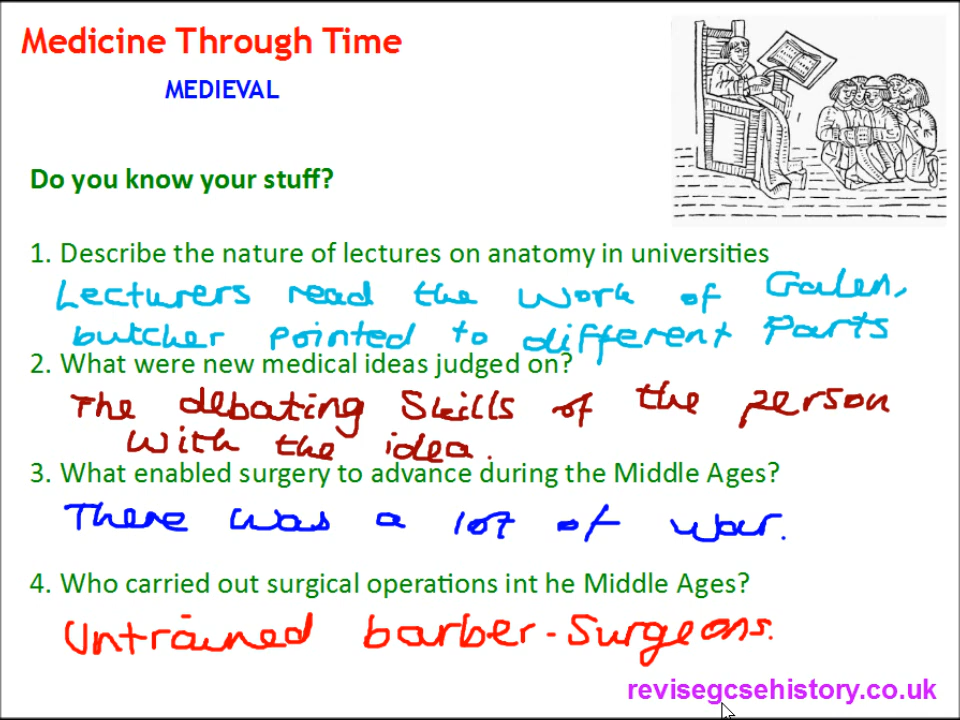 Medicine Through Time
MEDIEVAL
Do you know your stuff?
1. Describe the nature of lectures on anatomy in universities
Lecturers read the work of Galen,
butcher pointed to different parts
2. What were new medical ideas judged on?
The debating skills of the person
with the idea.
3. What enabled surgery to advance during the Middle Ages?
There was a lot of war.
4. Who carried out surgical operations int he Middle Ages?
Untrained barber-surgeons.
revisegcsehistory.co.uk